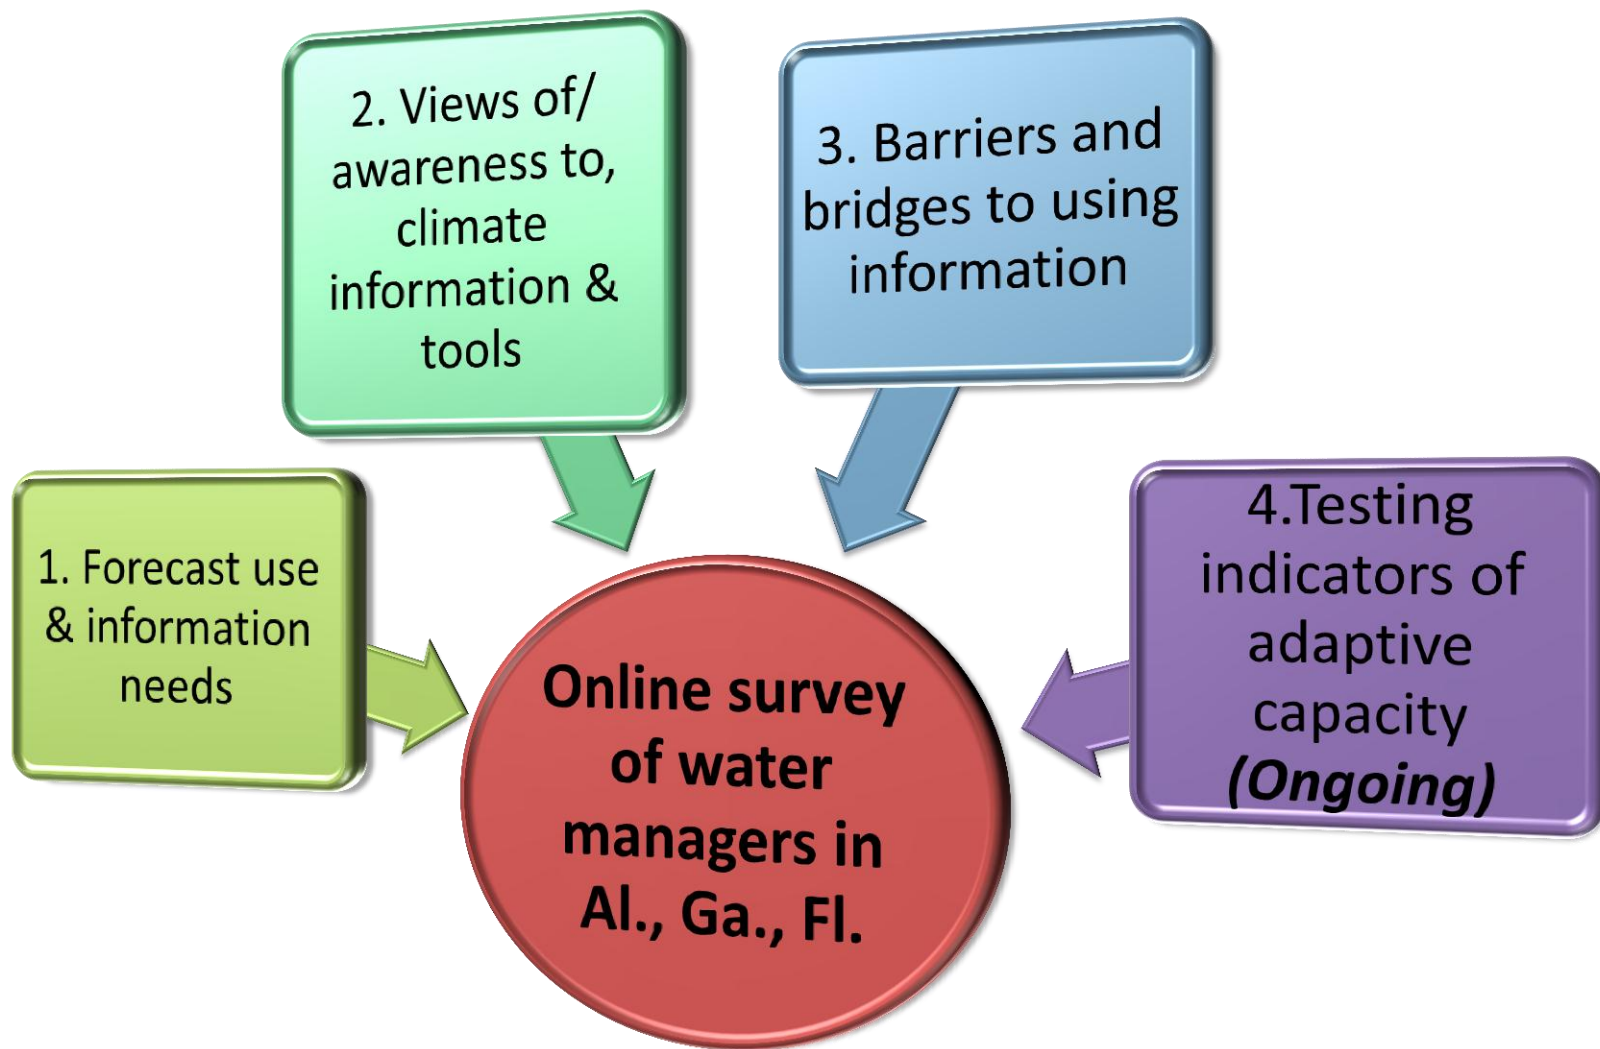 1. Forecast use
& information
needs
2. Views of/
awareness to,
climate
information &
tools
3. Barriers and
bridges to using
information
4.Testing
indicators of
adaptive
capacity
(Ongoing)
Online survey
of water
managers in
Al., Ga., Fl.